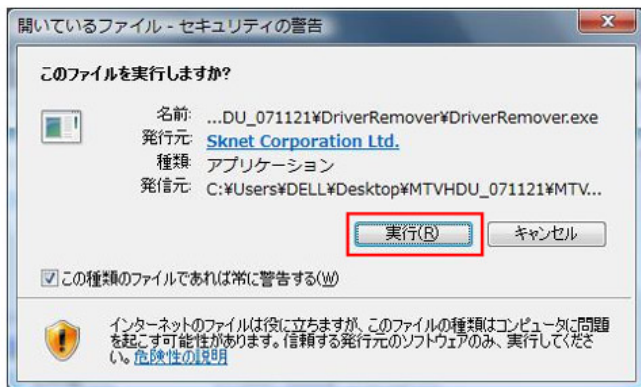 開いているファイル - セキュリティの警告
このファイルを実行しますか?
名前: ...DU_071121¥DriverRemover¥DriverRemover.exe
発行元: Sknet Corporation Ltd.
種類: アプリケーション
発信元: C:¥Users¥DELL¥Desktop¥MTVHDU_071121¥MTV...
実行(R) キャンセル
この種類のファイルであれば常に警告する(W)
インターネットのファイルは役に立ちますが、このファイルの種類はコンピュータに問題
を起こす可能性があります。信頼する発行元のソフトウェアのみ、実行してくださ
い。危険性の説明